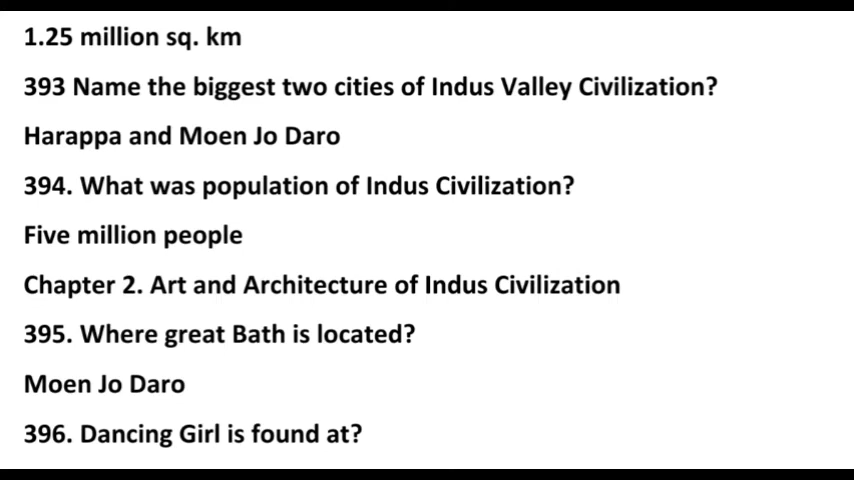 1.25 million sq. km
393 Name the biggest two cities of Indus Valley Civilization?
Harappa and Moen Jo Daro
394. What was population of Indus Civilization?
Five million people
Chapter 2. Art and Architecture of Indus Civilization
395. Where great Bath is located?
Moen Jo Daro
396. Dancing Girl is found at?